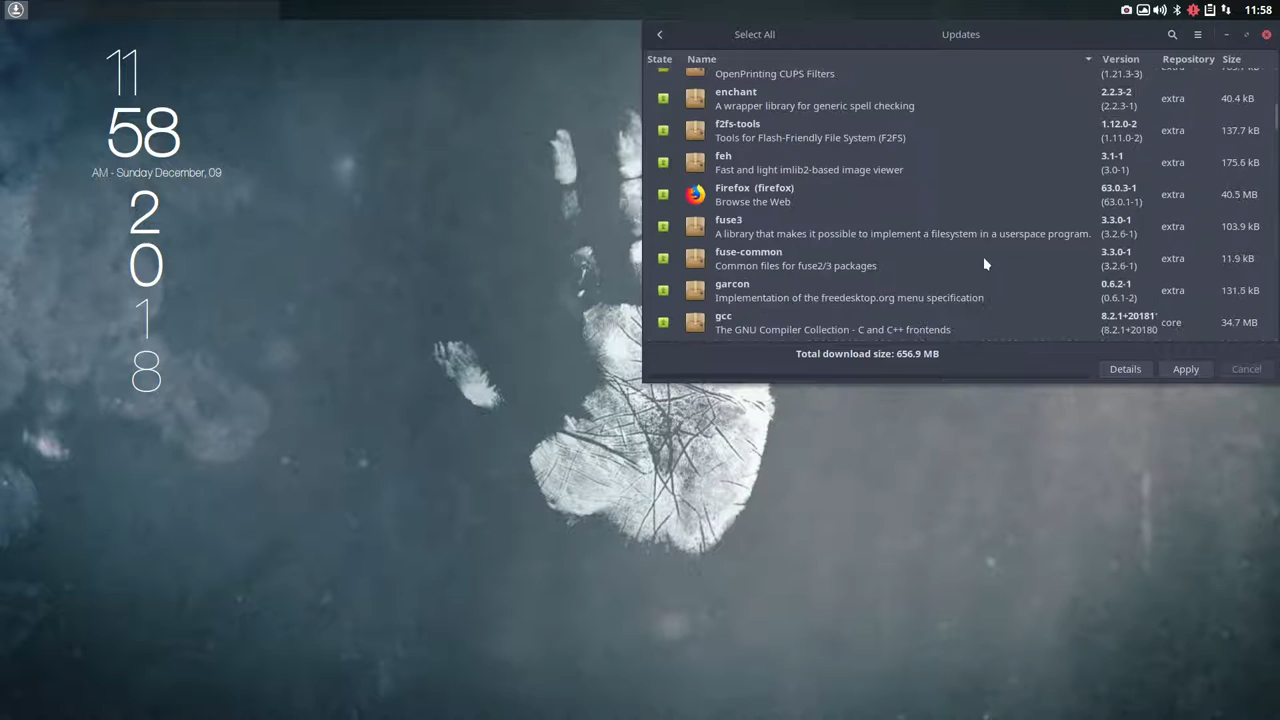 11:58
11
58
AM - Sunday December, 09
2
0
1
8
Select All
Updates
State Name Version Repository Size
OpenPrinting CUPS Filters (1.21.3-3)
enchant 2.2.3-2
A wrapper library for generic spell checking (2.2.3-1) extra 40.4 kB
f2fs-tools 1.12.0-2
Tools for Flash-Friendly File System (F2FS) (1.11.0-2) extra 137.7 kB
feh 3.1-1
Fast and light imlib2-based image viewer (3.0-1) extra 175.6 kB
Firefox (firefox) 63.0.3-1
Browse the Web (63.0.1-1) extra 40.5 MB
fuse3 3.3.0-1
A library that makes it possible to implement a filesystem in a userspace program. (3.2.6-1) extra 103.9 kB
fuse-common 3.3.0-1
Common files for fuse2/3 packages (3.2.6-1) extra 11.9 kB
garcon 0.6.2-1
Implementation of the freedesktop.org menu specification (0.6.1-2) extra 131.5 kB
gcc 8.2.1+20181
The GNU Compiler Collection - C and C++ frontends (8.2.1+20180 core 34.7 MB
Total download size: 656.9 MB
Details Apply Cancel